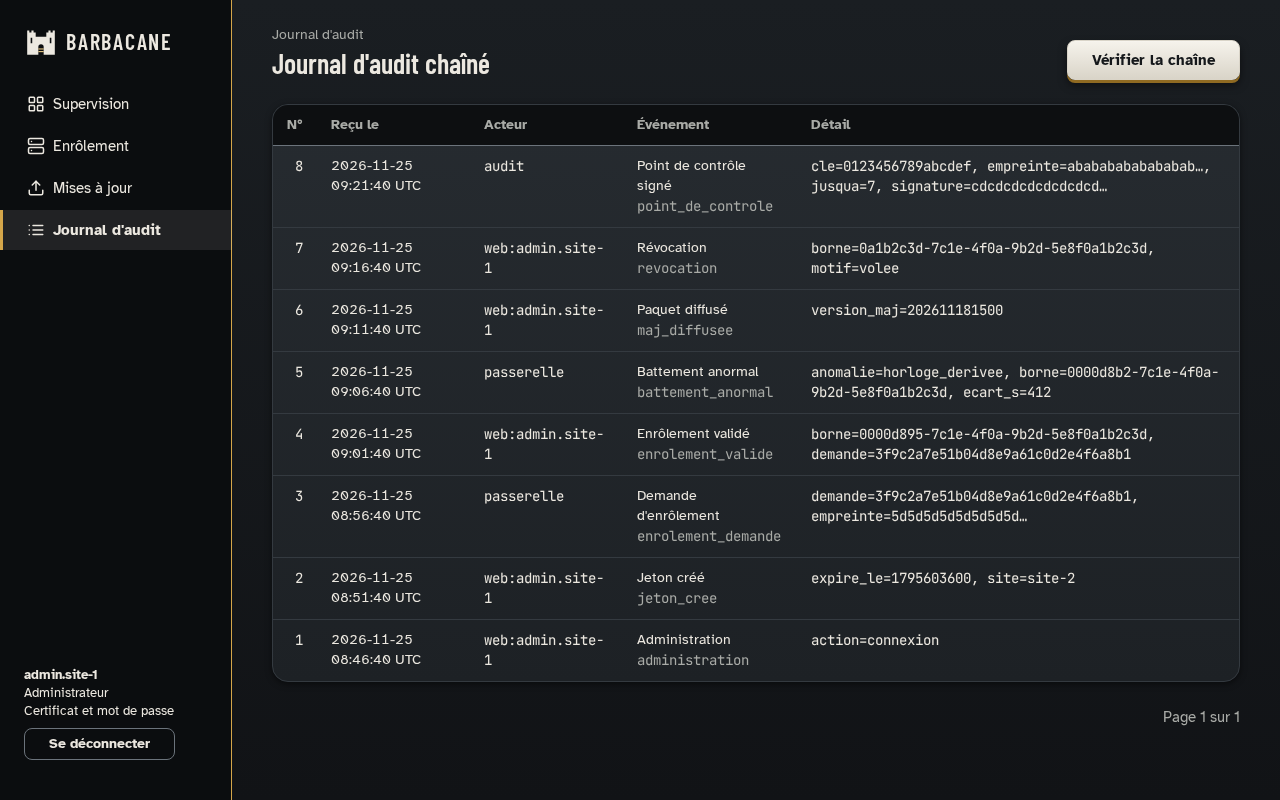 BARBACANE
Supervision
Enrôlement
Mises à jour
Journal d'audit
admin.site-1
Administrateur
Certificat et mot de passe
Se déconnecter
Journal d'audit
Journal d'audit chaîné
Vérifier la chaîne
N° Reçu le Acteur Événement Détail
8 2026-11-25 audit Point de contrôle cle=0123456789abcdef, empreinte=abababababababab…,
09:21:40 UTC signé jusqua=7, signature=cdcdcdcdcdcdcdcd…
point_de_controle
7 2026-11-25 web:admin.site- Révocation borne=0a1b2c3d-7c1e-4f0a-9b2d-5e8f0a1b2c3d,
09:16:40 UTC 1 revocation motif=volee
6 2026-11-25 web:admin.site- Paquet diffusé version_maj=202611181500
09:11:40 UTC 1 maj_diffusee
5 2026-11-25 passerelle Battement anormal anomalie=horloge_derivee, borne=0000d8b2-7c1e-4f0a-
09:06:40 UTC battement_anormal 9b2d-5e8f0a1b2c3d, ecart_s=412
4 2026-11-25 web:admin.site- Enrôlement validé borne=0000d895-7c1e-4f0a-9b2d-5e8f0a1b2c3d,
09:01:40 UTC 1 enrolement_valide demande=3f9c2a7e51b04d8e9a61c0d2e4f6a8b1
3 2026-11-25 passerelle Demande demande=3f9c2a7e51b04d8e9a61c0d2e4f6a8b1,
08:56:40 UTC d'enrôlement empreinte=5d5d5d5d5d5d5d5d…
enrolement_demande
2 2026-11-25 web:admin.site- Jeton créé expire_le=1795603600, site=site-2
08:51:40 UTC 1 jeton_cree
1 2026-11-25 web:admin.site- Administration action=connexion
08:46:40 UTC 1 administration
Page 1 sur 1